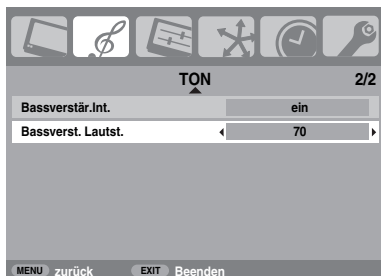 TON 2/2
Bassverstär.Int. ein
Bassverst. Lautst. 70
MENU zurück EXIT Beenden